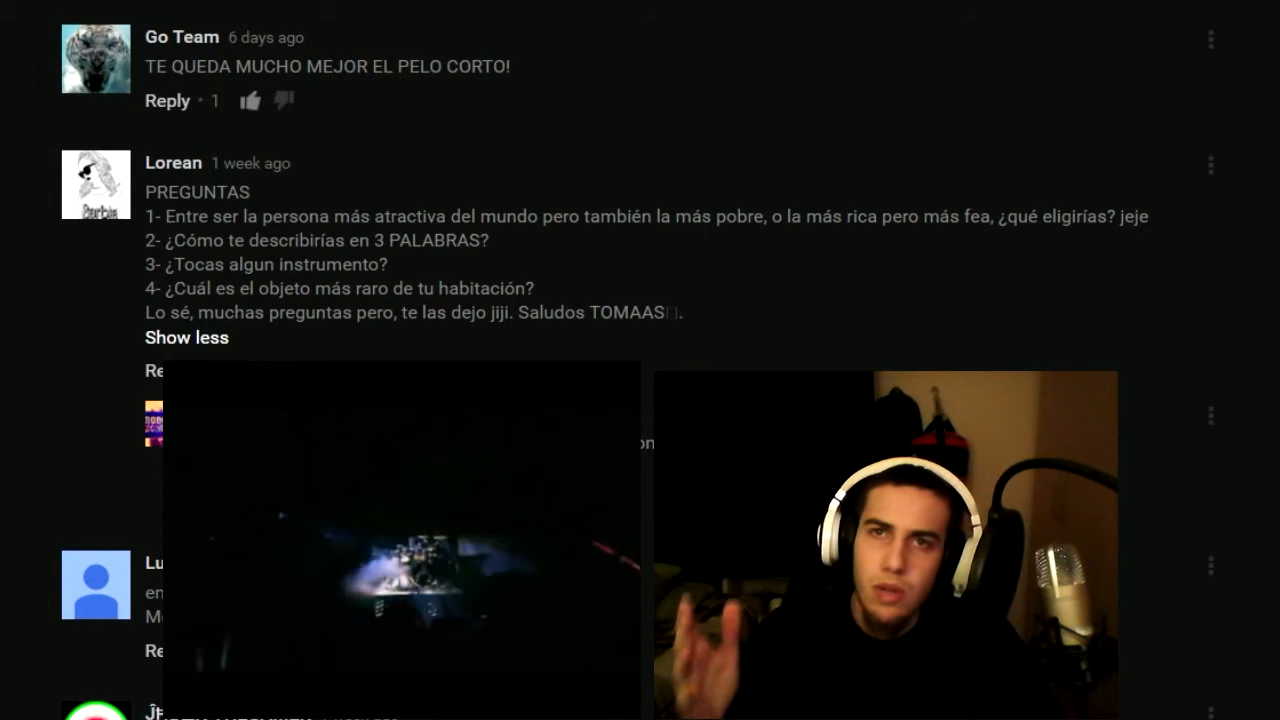 Go Team 6 days ago
TE QUEDA MUCHO MEJOR EL PELO CORTO!
Reply · 1
Lorean 1 week ago
PREGUNTAS
1- Entre ser la persona más atractiva del mundo pero también la más pobre, o la más rica pero más fea, ¿qué eligirías? jeje
2- ¿Cómo te describirías en 3 PALABRAS?
3- ¿Tocas algun instrumento?
4- ¿Cuál es el objeto más raro de tu habitación?
Lo sé, muchas preguntas pero, te las dejo jiji. Saludos TOMAAS.
Show less